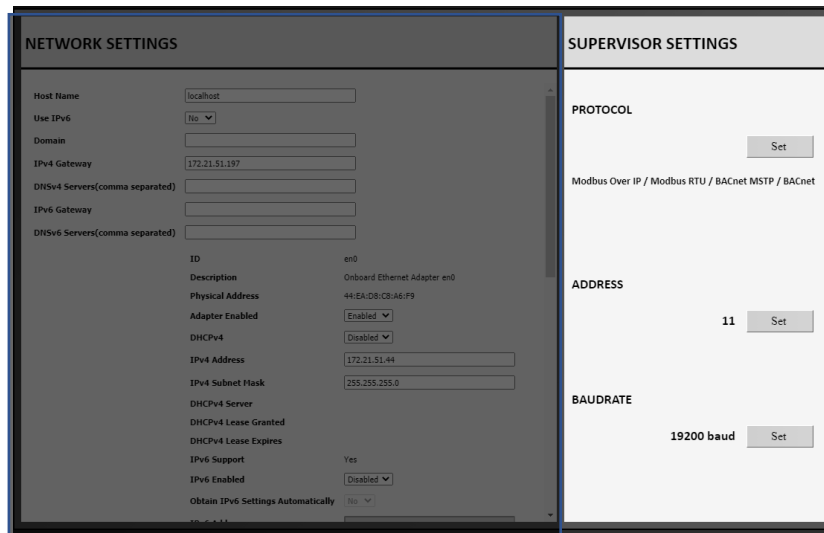 NETWORK SETTINGS
Host Name localhost
Use IPv6 No
Domain
IPv4 Gateway 172.21.51.197
DNSv4 Servers(comma separated)
IPv6 Gateway
DNSv6 Servers(comma separated)
ID en0
Description Onboard Ethernet Adapter en0
Physical Address 44:EA:D8:C8:A6:F9
Adapter Enabled Enabled
DHCPv4 Disabled
IPv4 Address 172.21.51.44
IPv4 Subnet Mask 255.255.255.0
DHCPv4 Server
DHCPv4 Lease Granted
DHCPv4 Lease Expires
IPv6 Support Yes
IPv6 Enabled Disabled
Obtain IPv6 Settings Automatically No
SUPERVISOR SETTINGS
PROTOCOL
Set
Modbus Over IP / Modbus RTU / BACnet MSTP / BACnet
ADDRESS
11 Set
BAUDRATE
19200 baud Set